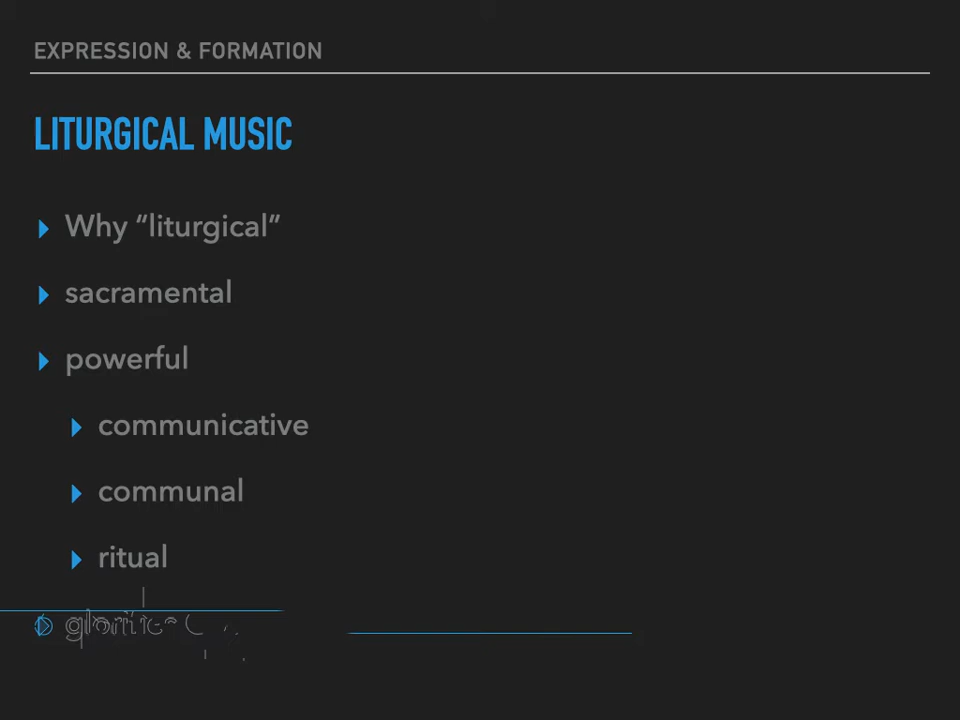 EXPRESSION & FORMATION
LITURGICAL MUSIC
Why “liturgical”
sacramental
powerful
communicative
communal
ritual